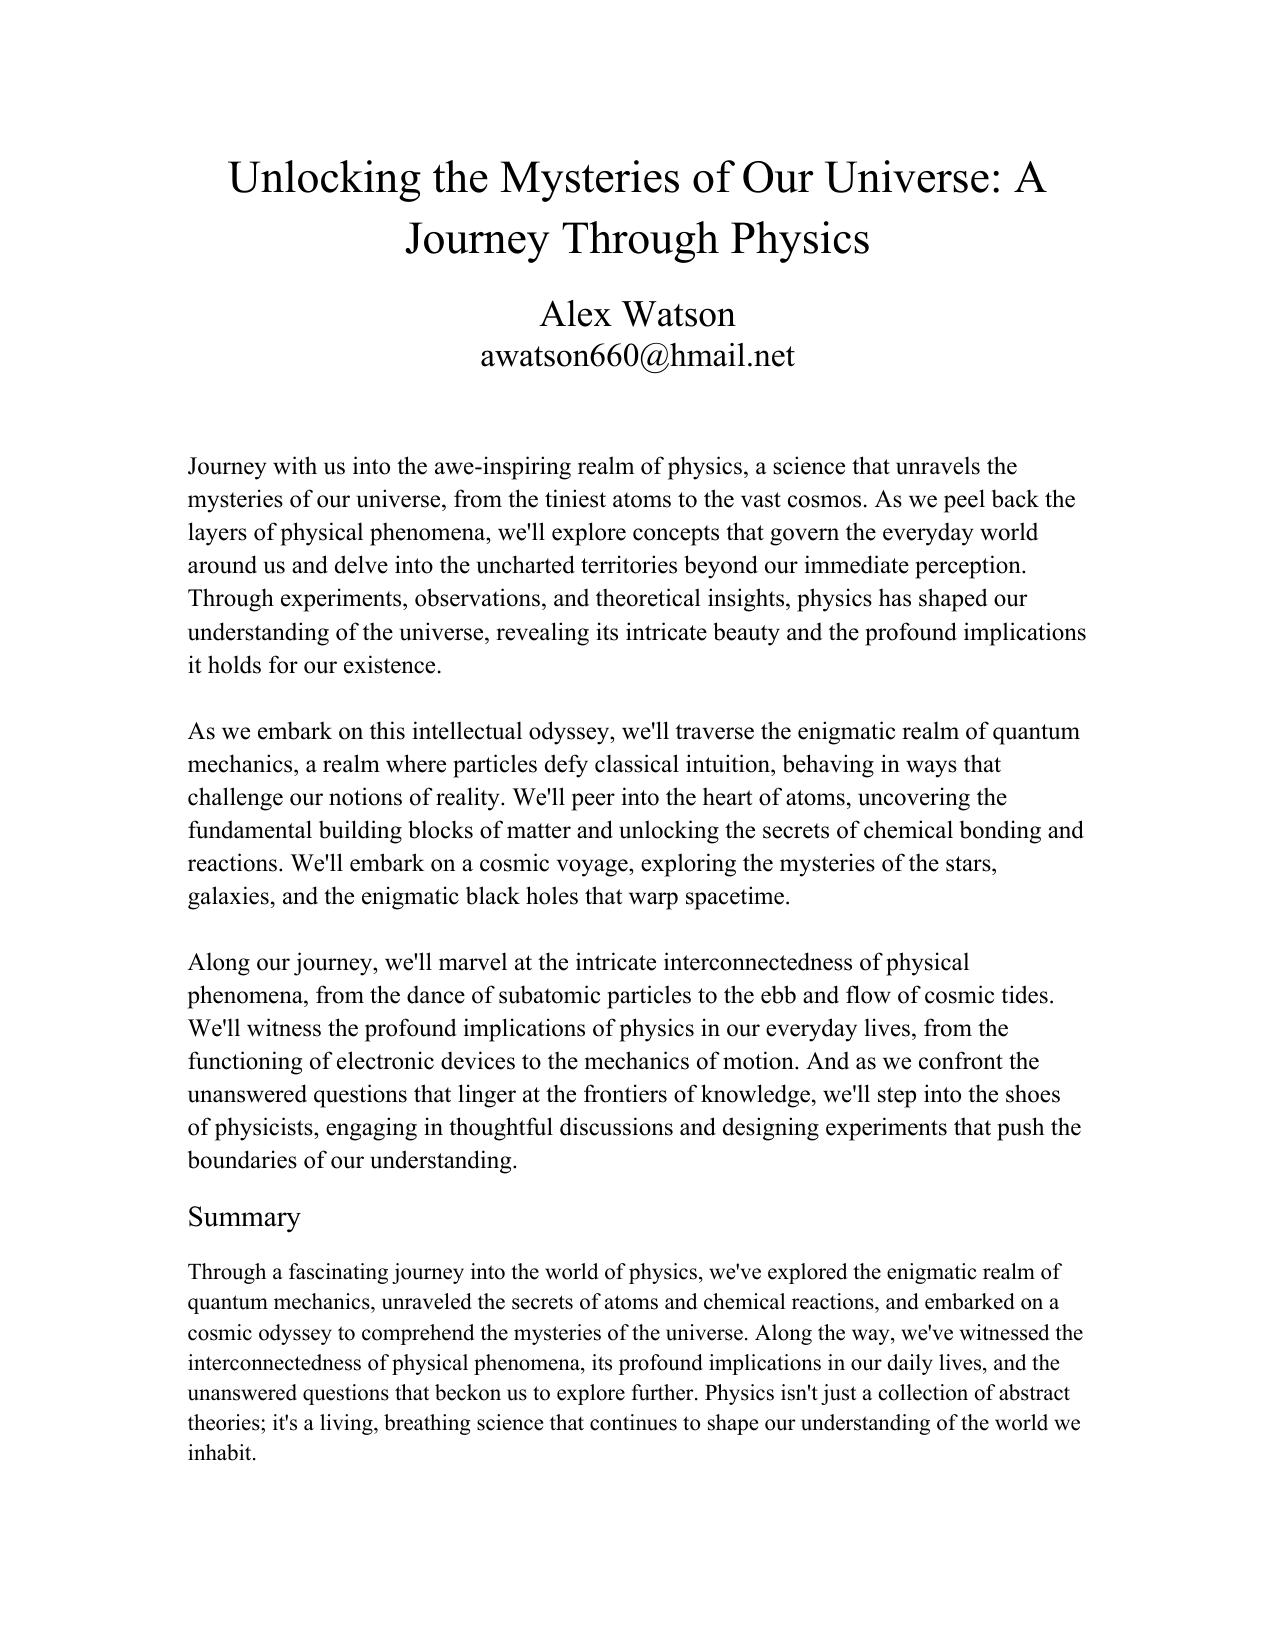 Unlocking the Mysteries of Our Universe: A
Journey Through Physics
Alex Watson
awatson660@hmail.net
Journey with us into the awe-inspiring realm of physics, a science that unravels the
mysteries of our universe, from the tiniest atoms to the vast cosmos. As we peel back the
layers of physical phenomena, we'll explore concepts that govern the everyday world
around us and delve into the uncharted territories beyond our immediate perception.
Through experiments, observations, and theoretical insights, physics has shaped our
understanding of the universe, revealing its intricate beauty and the profound implications
it holds for our existence.
As we embark on this intellectual odyssey, we'll traverse the enigmatic realm of quantum
mechanics, a realm where particles defy classical intuition, behaving in ways that
challenge our notions of reality. We'll peer into the heart of atoms, uncovering the
fundamental building blocks of matter and unlocking the secrets of chemical bonding and
reactions. We'll embark on a cosmic voyage, exploring the mysteries of the stars,
galaxies, and the enigmatic black holes that warp spacetime.
Along our journey, we'll marvel at the intricate interconnectedness of physical
phenomena, from the dance of subatomic particles to the ebb and flow of cosmic tides.
We'll witness the profound implications of physics in our everyday lives, from the
functioning of electronic devices to the mechanics of motion. And as we confront the
unanswered questions that linger at the frontiers of knowledge, we'll step into the shoes
of physicists, engaging in thoughtful discussions and designing experiments that push the
boundaries of our understanding.
Summary
Through a fascinating journey into the world of physics, we've explored the enigmatic realm of
quantum mechanics, unraveled the secrets of atoms and chemical reactions, and embarked on a
cosmic odyssey to comprehend the mysteries of the universe. Along the way, we've witnessed the
interconnectedness of physical phenomena, its profound implications in our daily lives, and the
unanswered questions that beckon us to explore further. Physics isn't just a collection of abstract
theories; it's a living, breathing science that continues to shape our understanding of the world we
inhabit.